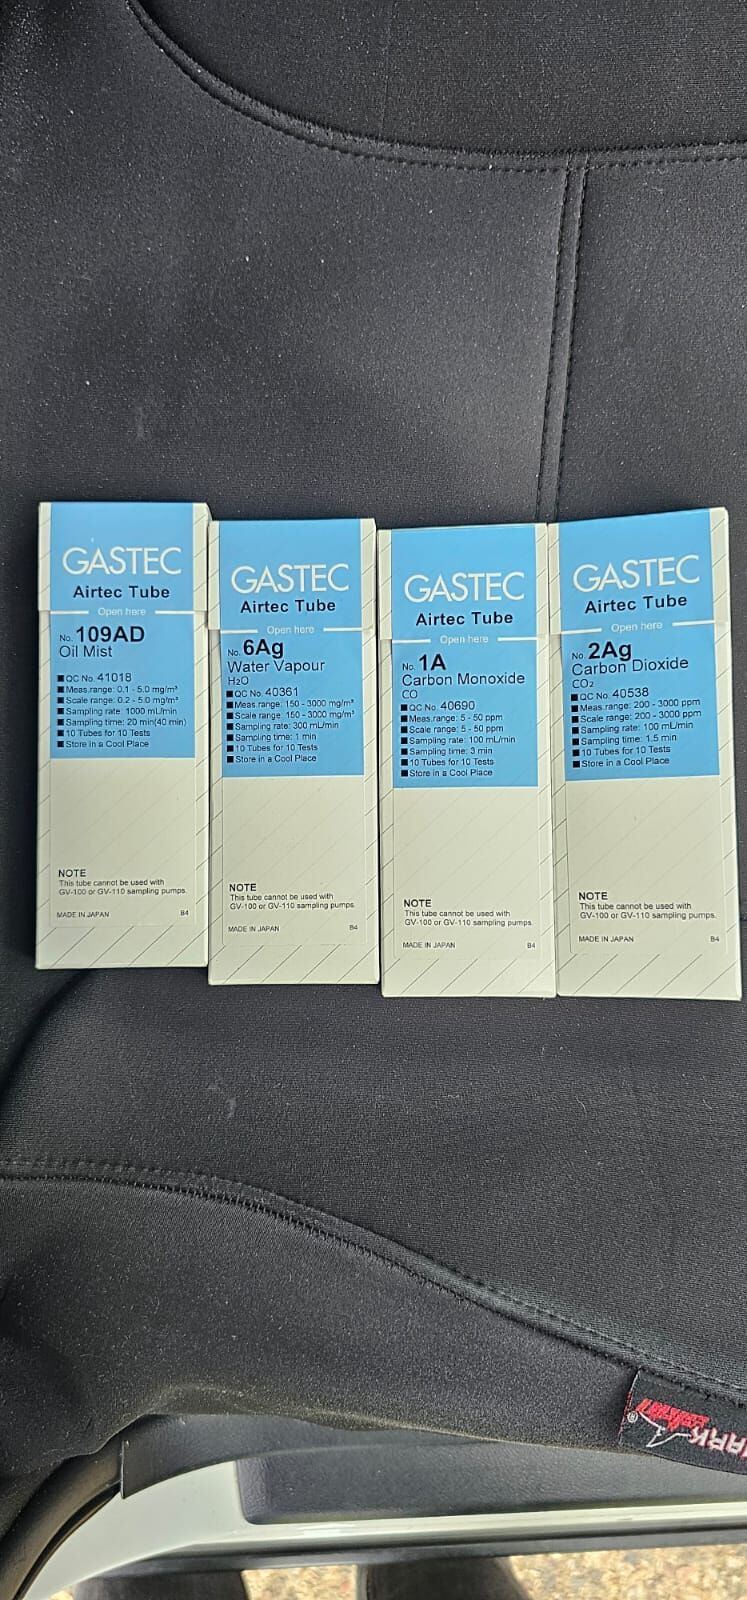 GASTEC
Airtec Tube
Open here
No. 109AD
Oil Mist
■ QC No. 41018
■ Meas.range: 0.1 - 5.0 mg/m³
■ Scale range: 0.2 - 5.0 mg/m³
■ Sampling rate: 1000 mL/min
■ Sampling time: 20 min(40 min)
■ 10 Tubes for 10 Tests
■ Store in a Cool Place
NOTE
This tube cannot be used with
GV-100 or GV-110 sampling pumps.
MADE IN JAPAN B4
GASTEC
Airtec Tube
Open here
No. 6Ag
Water Vapour
H₂O
■ QC No. 40361
■ Meas range: 150 - 3000 mg/m³
■ Scale range: 150 - 3000 mg/m³
■ Sampling rate: 300 mL/min
■ Sampling time: 1 min
■ 10 Tubes for 10 Tests
■ Store in a Cool Place
NOTE
This tube cannot be used with
GV-100 or GV-110 sampling pumps.
MADE IN JAPAN B4
GASTEC
Airtec Tube
Open here
No. 1A
Carbon Monoxide
CO
■ QC No. 40690
■ Meas.range: 5 - 50 ppm
■ Scale range: 5 - 50 ppm
■ Sampling rate: 100 mL/min
■ Sampling time: 3 min
■ 10 Tubes for 10 Tests
■ Store in a Cool Place
NOTE
This tube cannot be used with
GV-100 or GV-110 sampling pumps.
MADE IN JAPAN B4
GASTEC
Airtec Tube
Open here
No. 2Ag
Carbon Dioxide
CO₂
■ QC No. 40538
■ Meas range: 200 - 3000 ppm
■ Scale range: 200 - 3000 ppm
■ Sampling rate: 100 mL/min
■ Sampling time: 1.5 min
■ 10 Tubes for 10 Tests
■ Store in a Cool Place
NOTE
This tube cannot be used with
GV-100 or GV-110 sampling pumps.
MADE IN JAPAN B4